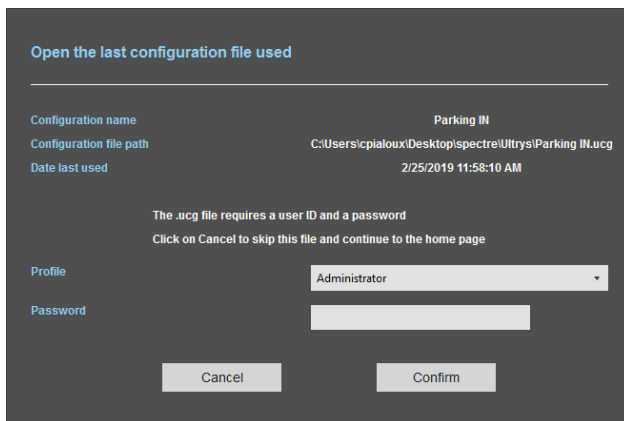 Open the last configuration file used
Configuration name Parking IN
Configuration file path C:\Users\cpialoux\Desktop\spectre\Ultrys\Parking IN.ucg
Date last used 2/25/2019 11:58:10 AM
The .ucg file requires a user ID and a password
Click on Cancel to skip this file and continue to the home page
Profile Administrator
Password
Cancel Confirm